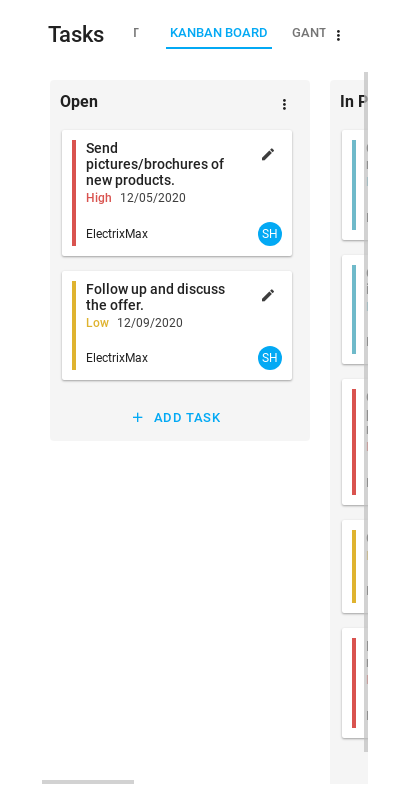 Tasks
KANBAN BOARD
GANT
Open
In P
Send
pictures/brochures of
new products.
High 12/05/2020
ElectrixMax
SH
Follow up and discuss
the offer.
Low 12/09/2020
ElectrixMax
SH
+ ADD TASK